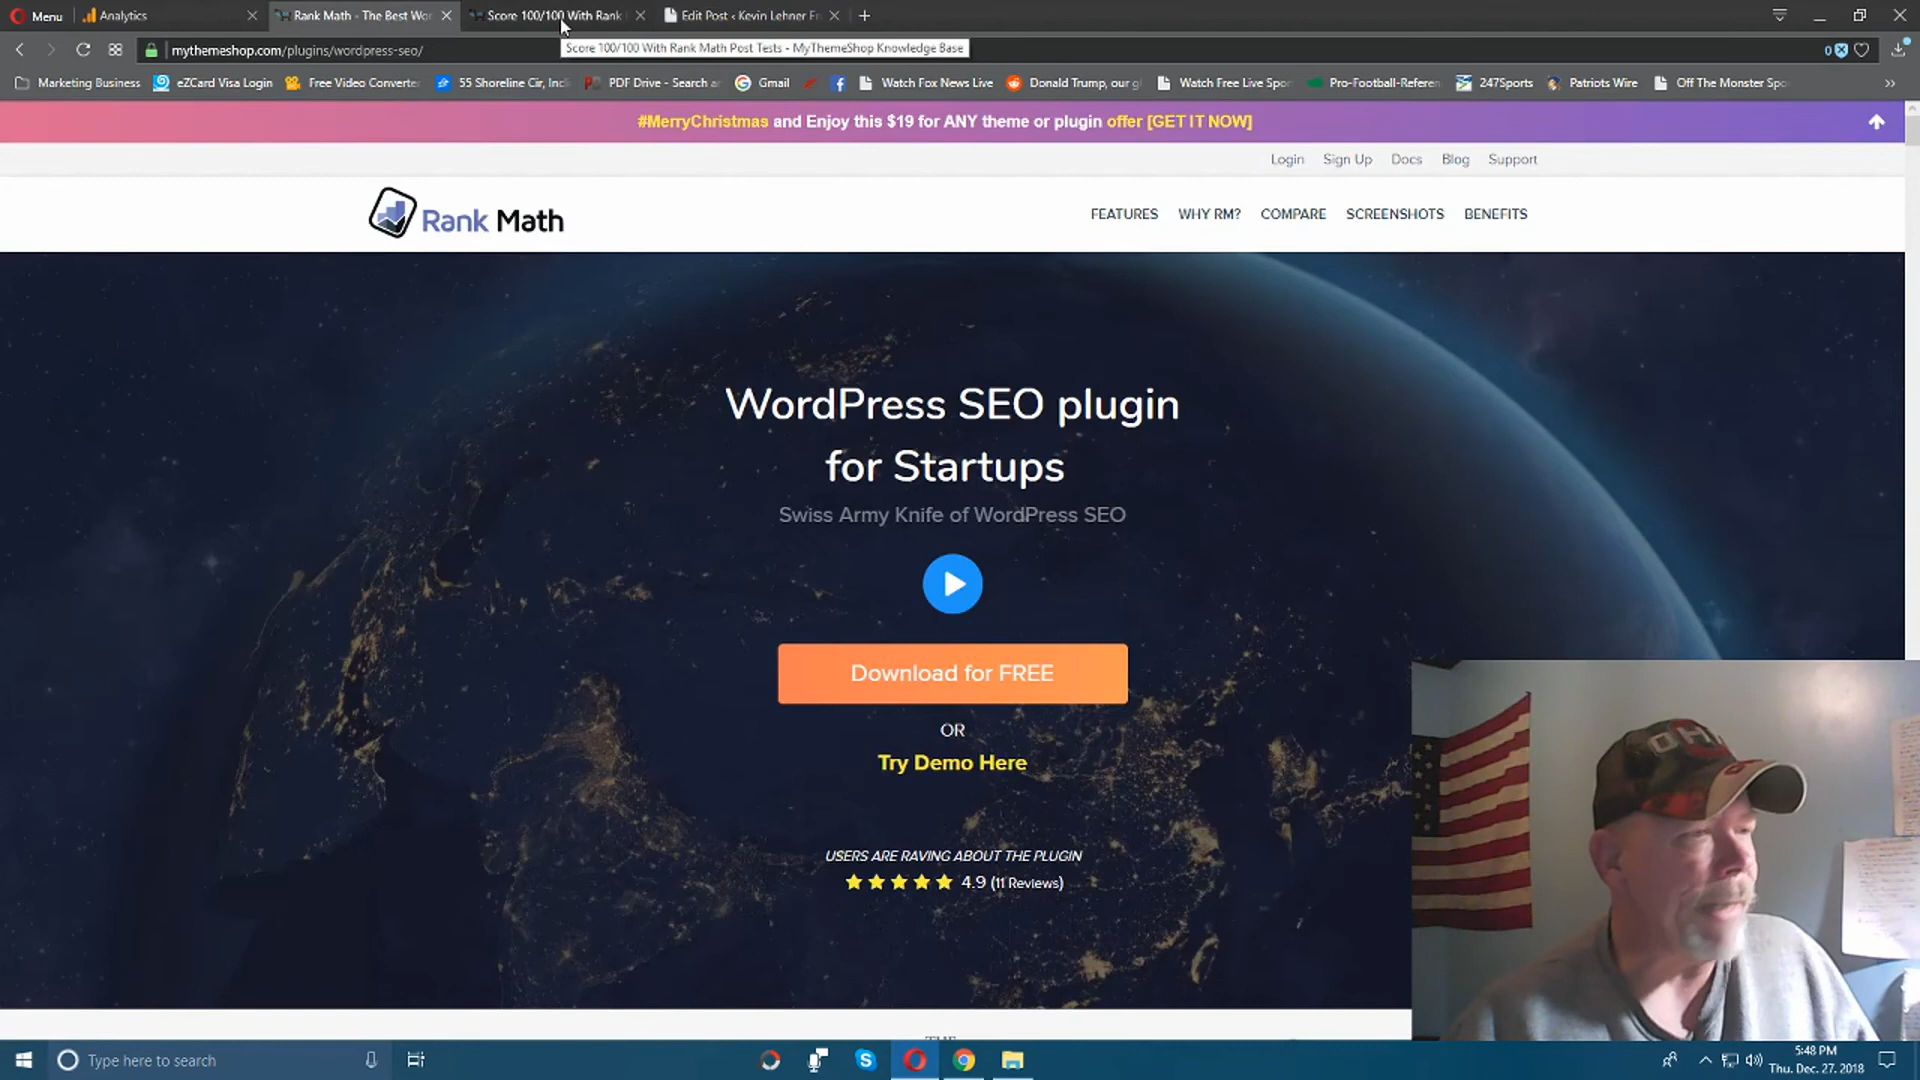 Menu
Analytics
Rank Math - The Best Wor
Score 100/100 With Rank
Edit Post ‹ Kevin Lehner Fr
mythemeshop.com/plugins/wordpress-seo/
Score 100/100 With Rank Math Post Tests - MyThemeShop Knowledge Base
0
Marketing Business
eZCard Visa Login
Free Video Converte
55 Shoreline Cir, Incl
PDF Drive - Search a
Gmail
Watch Fox News Live
Donald Trump, our g
Watch Free Live Spo
Pro-Football-Referen
247Sports
Patriots Wire
Off The Monster Spo
#MerryChristmas and Enjoy this $19 for ANY theme or plugin offer [GET IT NOW]
Login
Sign Up
Docs
Blog
Support
Rank Math
FEATURES
WHY RM?
COMPARE
SCREENSHOTS
BENEFITS
WordPress SEO plugin
for Startups
Swiss Army Knife of WordPress SEO
Download for FREE
OR
Try Demo Here
USERS ARE RAVING ABOUT THE PLUGIN
4.9 (11 Reviews)
Type here to search
5:48 PM
Thu. Dec. 27. 2018